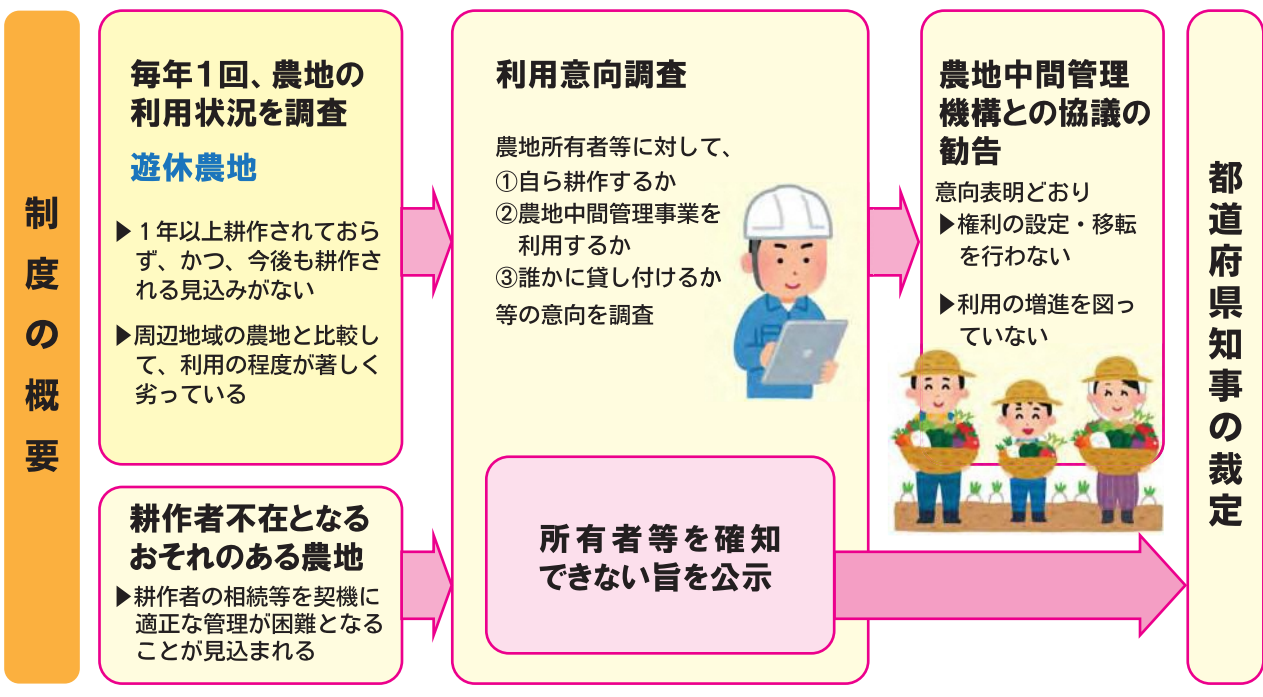 制度の概要
毎年1回、農地の
利用状況を調査
遊休農地
▶1年以上耕作されておら
ず、かつ、今後も耕作さ
れる見込みがない
▶周辺地域の農地と比較し
て、利用の程度が著しく
劣っている
耕作者不在となる
おそれのある農地
▶耕作者の相続等を契機に
適正な管理が困難となる
ことが見込まれる
利用意向調査
農地所有者等に対して、
①自ら耕作するか
②農地中間管理事業を
利用するか
③誰かに貸し付けるか
等の意向を調査
所有者等を確知
できない旨を公示
農地中間管理
機構との協議の
勧告
意向表明どおり
▶権利の設定・移転
を行わない
▶利用の増進を図っ
ていない
都道府県知事の裁定